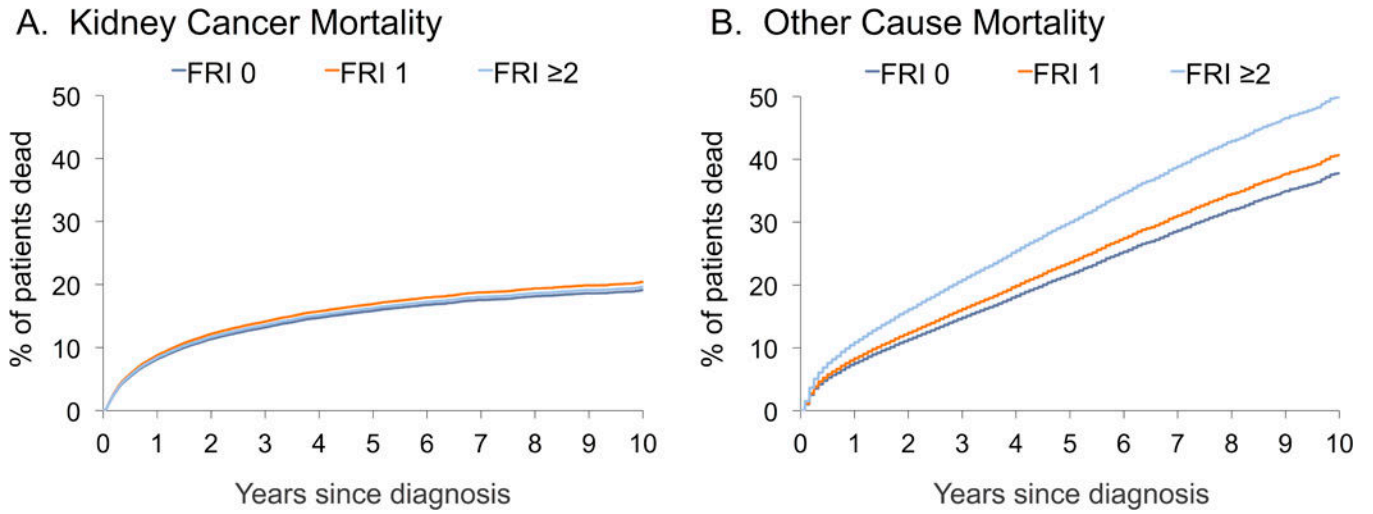 A. Kidney Cancer Mortality
FRI 0 FRI 1 FRI ≥2
% of patients dead
50
40
30
20
10
0
0 1 2 3 4 5 6 7 8 9 10
Years since diagnosis
B. Other Cause Mortality
FRI 0 FRI 1 FRI ≥2
% of patients dead
50
40
30
20
10
0
0 1 2 3 4 5 6 7 8 9 10
Years since diagnosis